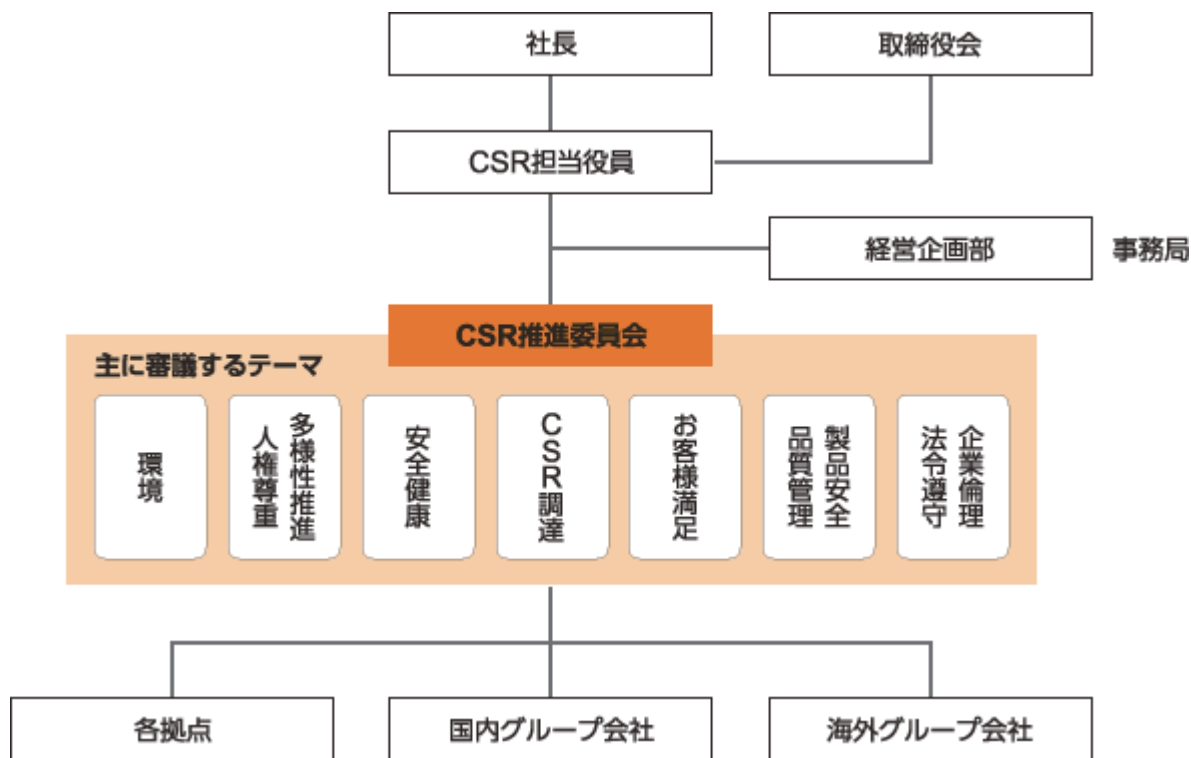 社長
取締役会
CSR担当役員
経営企画部
事務局
CSR推進委員会
主に審議するテーマ
環境
多様性推進
人権尊重
安全健康
CSR調達
お客様満足
製品安全
品質管理
企業倫理
法令遵守
各拠点
国内グループ会社
海外グループ会社